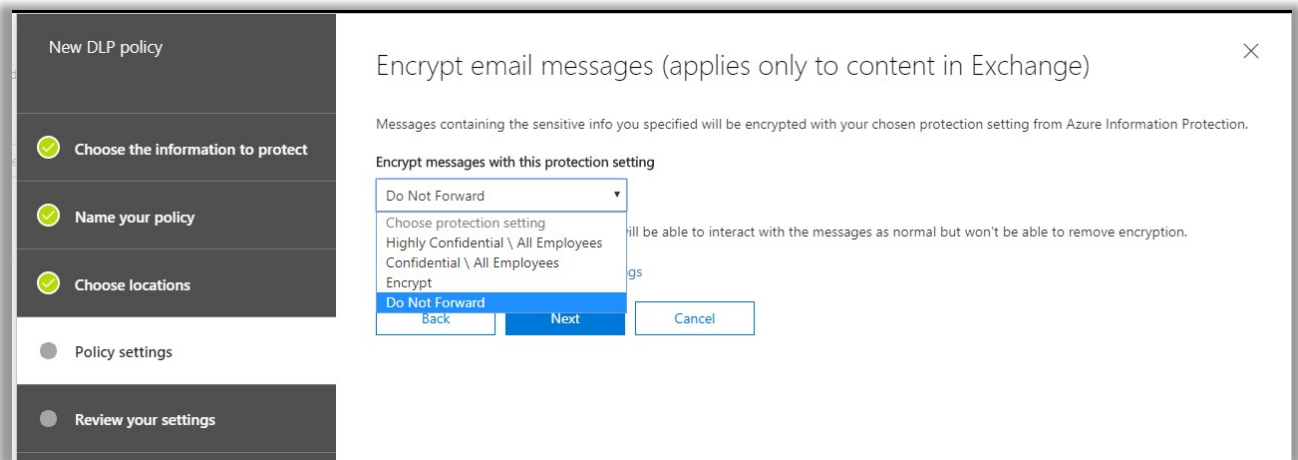 New DLP policy
Choose the information to protect
Name your policy
Choose locations
Policy settings
Review your settings
Encrypt email messages (applies only to content in Exchange)
Messages containing the sensitive info you specified will be encrypted with your chosen protection setting from Azure Information Protection.
Encrypt messages with this protection setting
Do Not Forward
Choose protection setting
Highly Confidential \ All Employees
Confidential \ All Employees
Encrypt
Do Not Forward
be able to interact with the messages as normal but won't be able to remove encryption.
Back
Next
Cancel